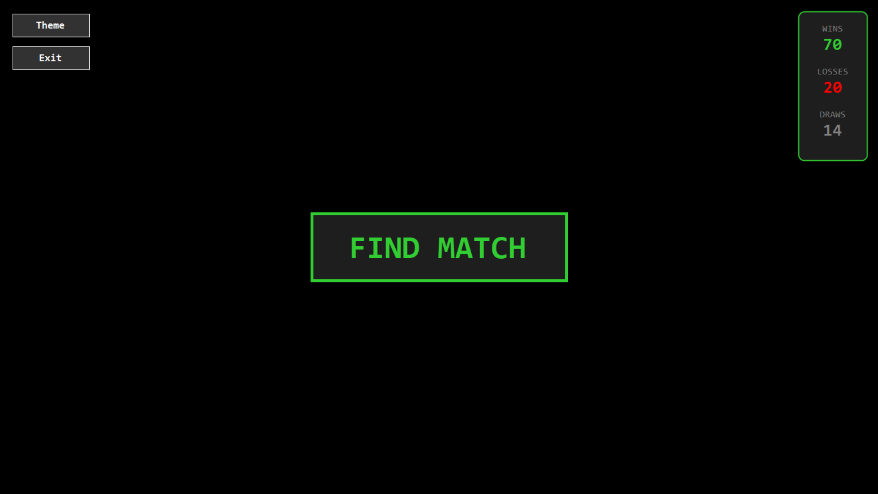 Theme
Exit
WINS
70
LOSSES
20
DRAWS
14
FIND MATCH